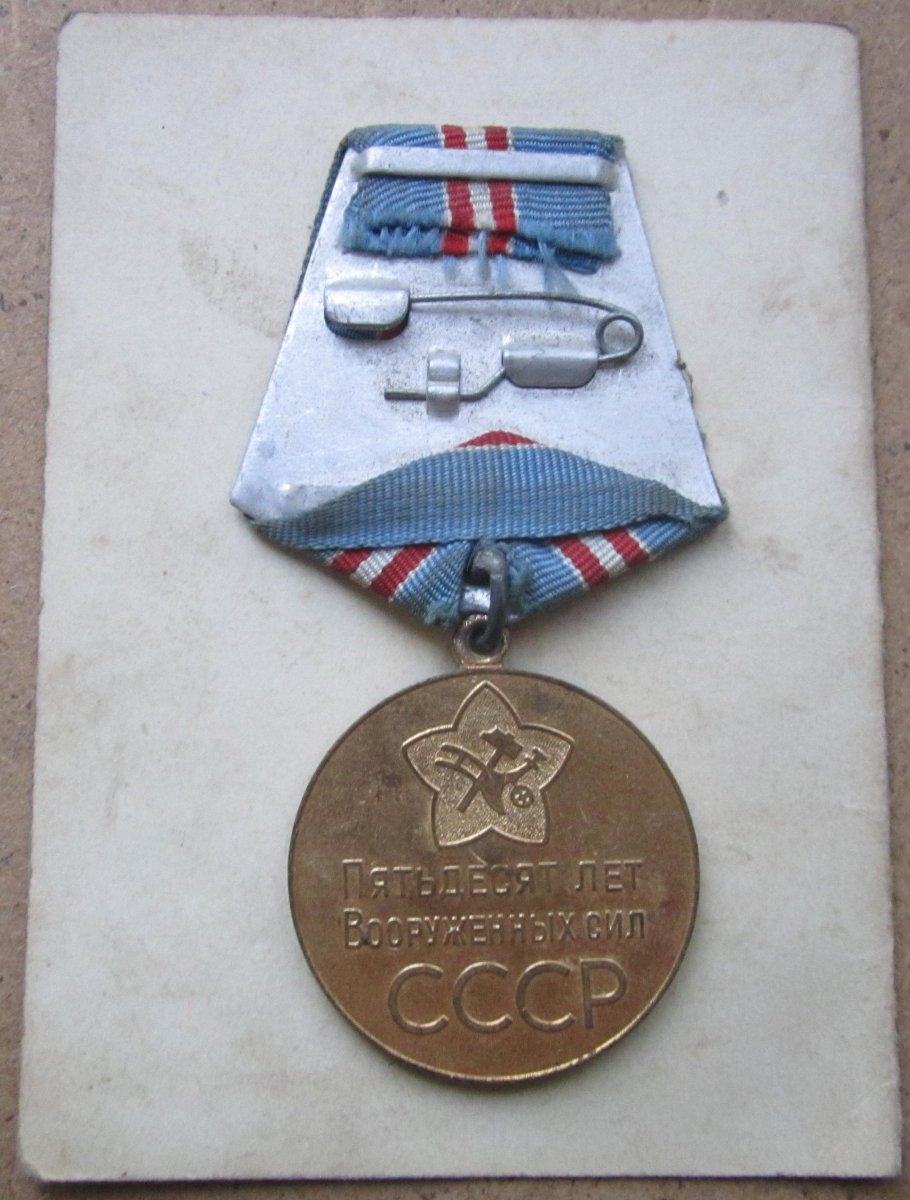 Пятьдесят лет
Вооруженных сил
СССР